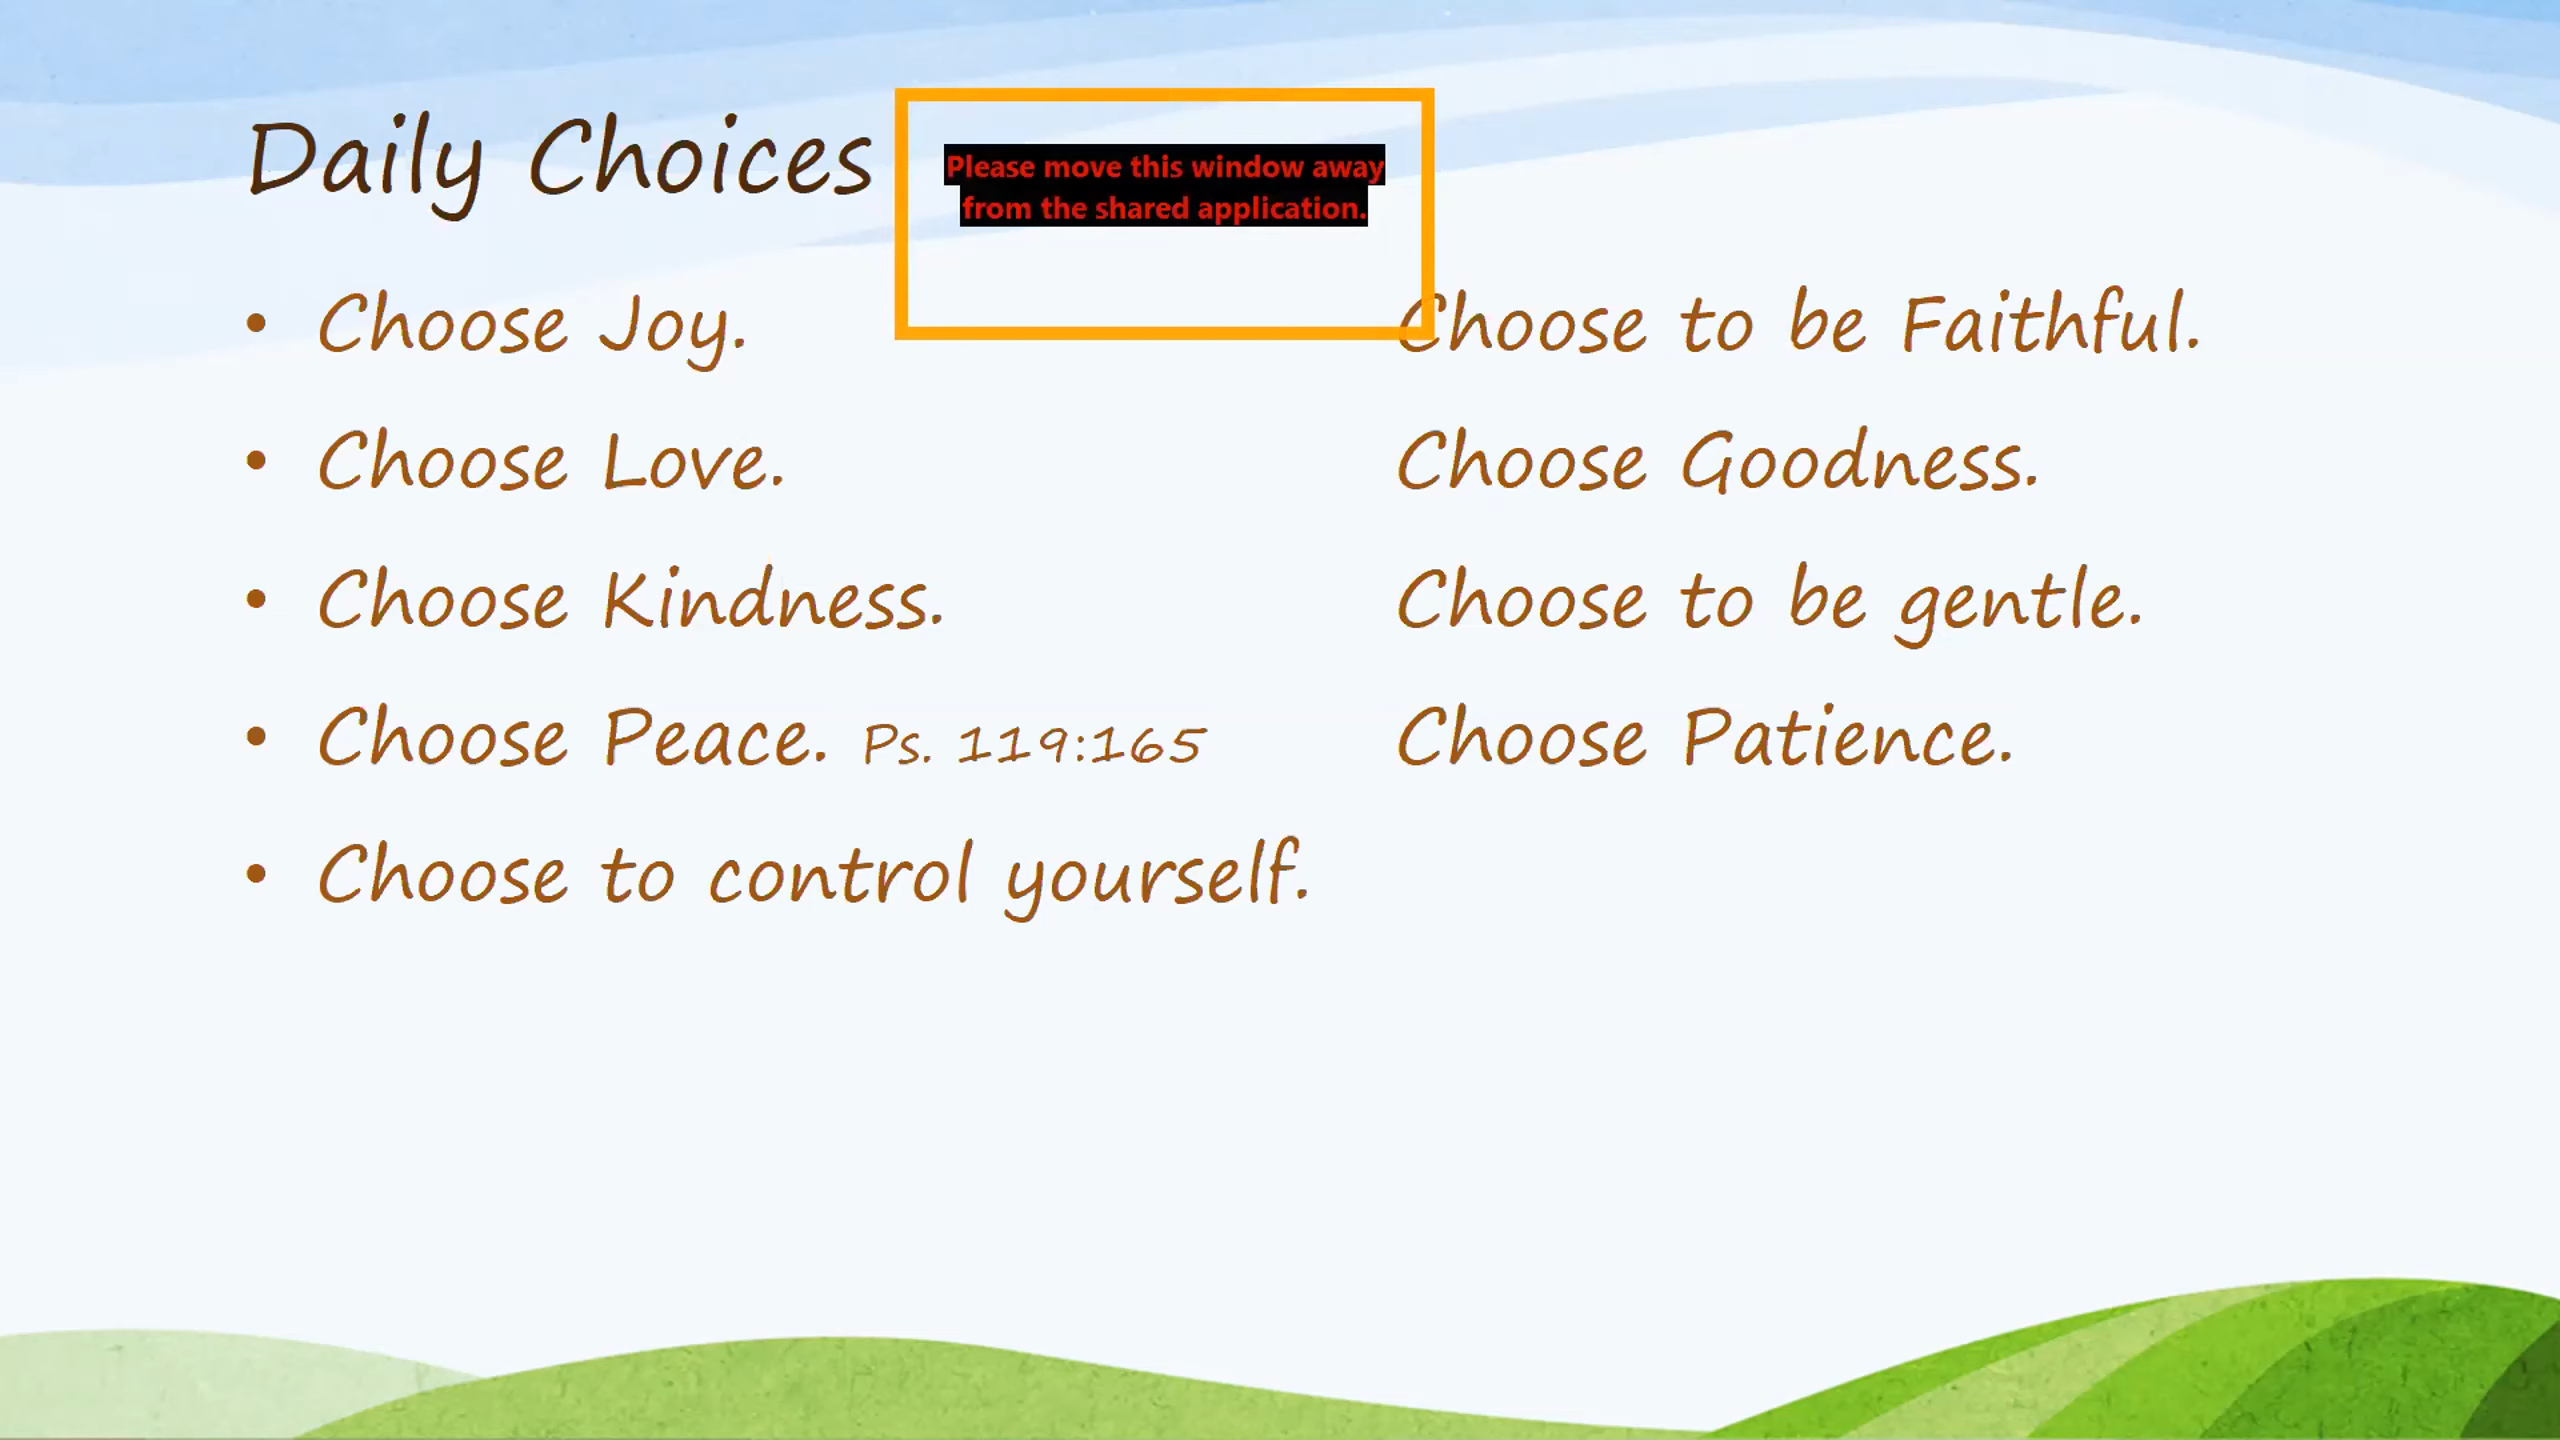 Daily Choices
Please move this window away
from the shared application.
• Choose Joy.
• Choose Love.
• Choose Kindness.
• Choose Peace. Ps. 119:165
• Choose to control yourself.
Choose to be Faithful.
Choose Goodness.
Choose to be gentle.
Choose Patience.